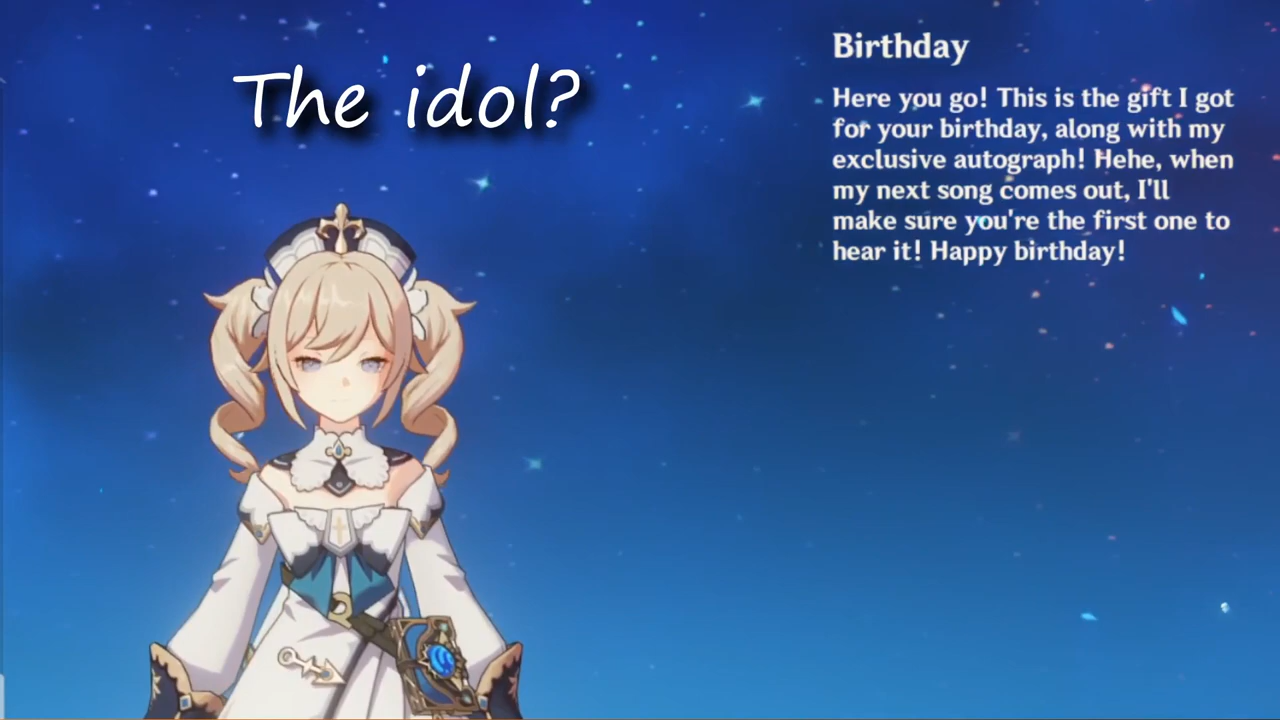 The idol?
Birthday
Here you go! This is the gift I got
for your birthday, along with my
exclusive autograph! Hehe, when
my next song comes out, I'll
make sure you're the first one to
hear it! Happy birthday!